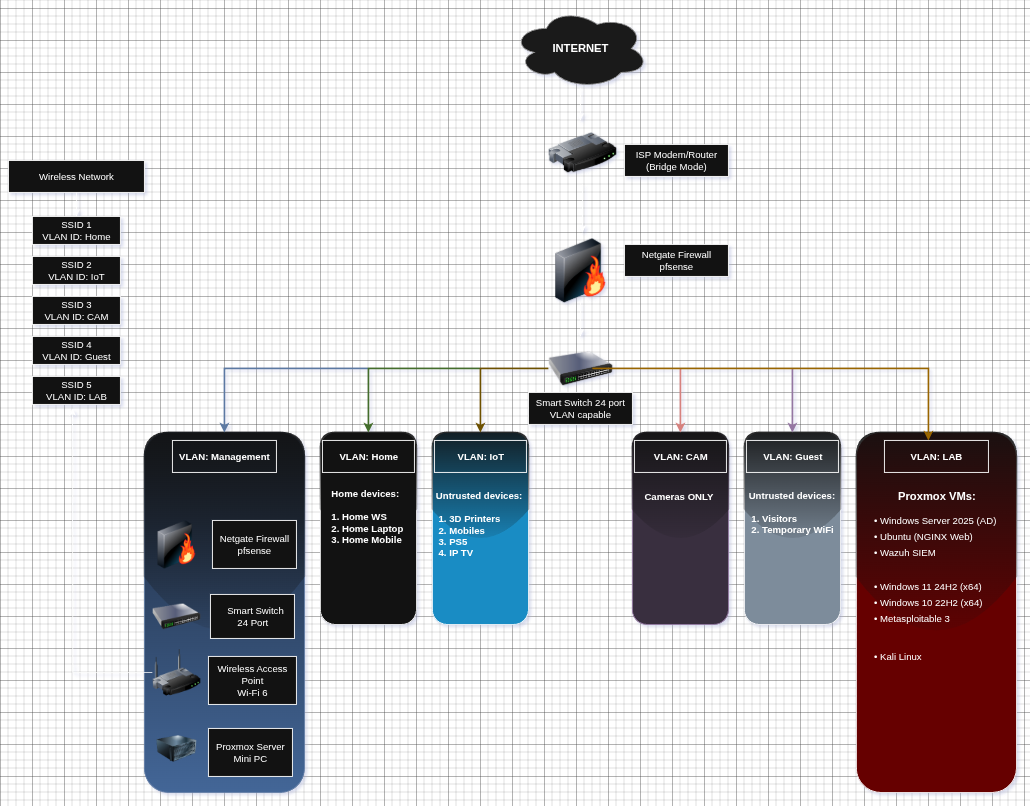 INTERNET
ISP Modem/Router
(Bridge Mode)
Wireless Network
SSID 1
VLAN ID: Home
SSID 2
VLAN ID: IoT
SSID 3
VLAN ID: CAM
SSID 4
VLAN ID: Guest
SSID 5
VLAN ID: LAB
Netgate Firewall
pfsense
Smart Switch 24 port
VLAN capable
VLAN: Management
Netgate Firewall
pfsense
Smart Switch
24 Port
Wireless Access
Point
Wi-Fi 6
Proxmox Server
Mini PC
VLAN: Home
Home devices:
1. Home WS
2. Home Laptop
3. Home Mobile
VLAN: IoT
Untrusted devices:
1. 3D Printers
2. Mobiles
3. PS5
4. IP TV
VLAN: CAM
Cameras ONLY
VLAN: Guest
Untrusted devices:
1. Visitors
2. Temporary WiFi
VLAN: LAB
Proxmox VMs:
• Windows Server 2025 (AD)
• Ubuntu (NGINX Web)
• Wazuh SIEM
• Windows 11 24H2 (x64)
• Windows 10 22H2 (x64)
• Metasploitable 3
• Kali Linux